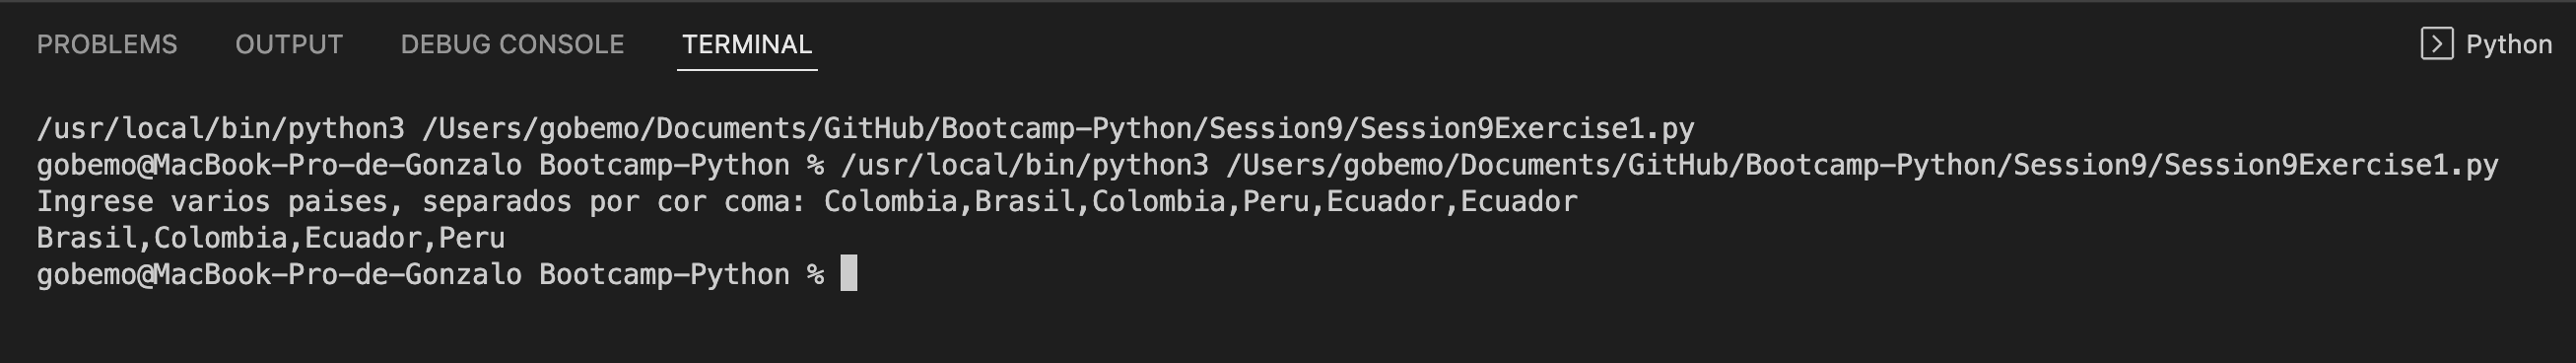 PROBLEMS OUTPUT DEBUG CONSOLE TERMINAL Python
/usr/local/bin/python3 /Users/gobemo/Documents/GitHub/Bootcamp-Python/Session9/Session9Exercise1.py
gobemo@MacBook-Pro-de-Gonzalo Bootcamp-Python % /usr/local/bin/python3 /Users/gobemo/Documents/GitHub/Bootcamp-Python/Session9/Session9Exercise1.py
Ingrese varios paises, separados por cor coma: Colombia,Brasil,Colombia,Peru,Ecuador,Ecuador
Brasil,Colombia,Ecuador,Peru
gobemo@MacBook-Pro-de-Gonzalo Bootcamp-Python %